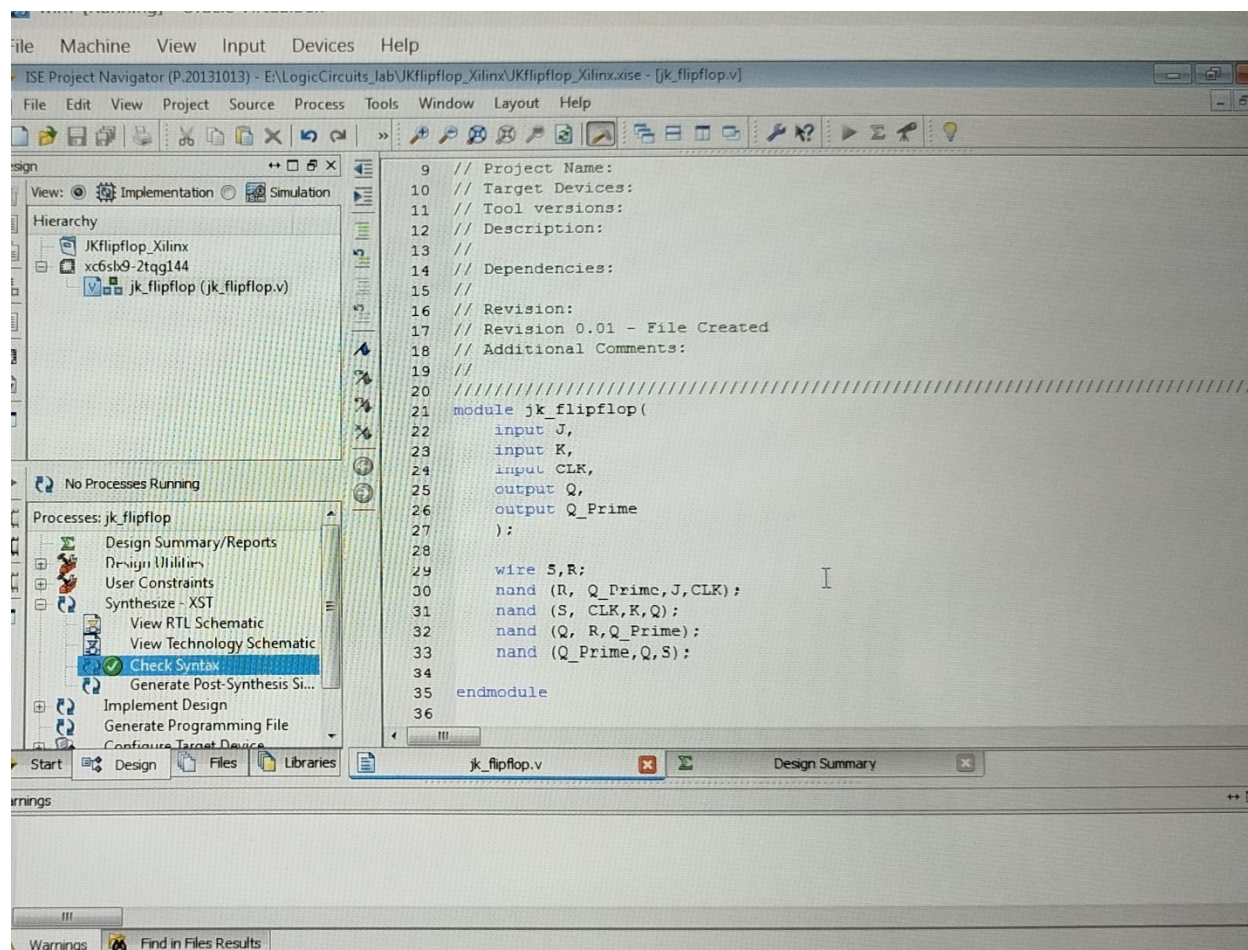 File Machine View Input Devices Help
ISE Project Navigator (P.20131013) - E:\LogicCircuits_lab\JKflipflop_Xilinx\JKflipflop_Xilinx.xise - [jk_flipflop.v]
File Edit View Project Source Process Tools Window Layout Help
View: Implementation Simulation
Hierarchy
JKflipflop_Xilinx
xc6slx9-2tqg144
jk_flipflop (jk_flipflop.v)
No Processes Running
Processes: jk_flipflop
Design Summary/Reports
Design Utilities
User Constraints
Synthesize - XST
View RTL Schematic
View Technology Schematic
Check Syntax
Generate Post-Synthesis Si...
Implement Design
Generate Programming File
Configure Target Device
Start Design Files Libraries
9 // Project Name:
10 // Target Devices:
11 // Tool versions:
12 // Description:
13 //
14 // Dependencies:
15 //
16 // Revision:
17 // Revision 0.01 - File Created
18 // Additional Comments:
19 //
20 ////////////////////////////////////////////////////////////////////////////////
21 module jk_flipflop(
22 input J,
23 input K,
24 input CLK,
25 output Q,
26 output Q_Prime
27 );
28
29 wire S,R;
30 nand (R, Q_Prime,J,CLK);
31 nand (S, CLK,K,Q);
32 nand (Q, R,Q_Prime);
33 nand (Q_Prime,Q,S);
34
35 endmodule
36
jk_flipflop.v Design Summary
Warnings Find in Files Results